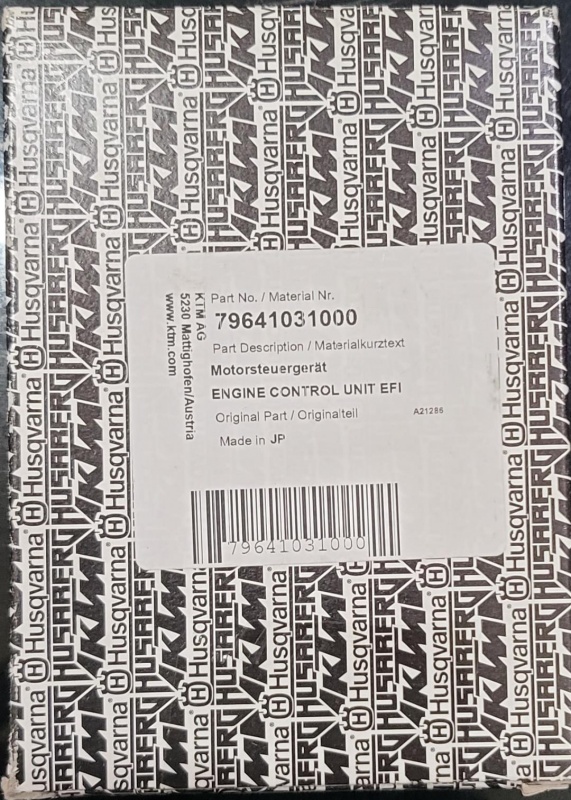 KTM AG
5230 Mattighofen/Austria
www.ktm.com
Part No. / Material Nr.
79641031000
Part Description / Materialkurztext
Motorsteuergerät
ENGINE CONTROL UNIT EFI
Original Part / Originalteil A21286
Made in JP
79641031000
Husqvarna
HUSABERG
KTM